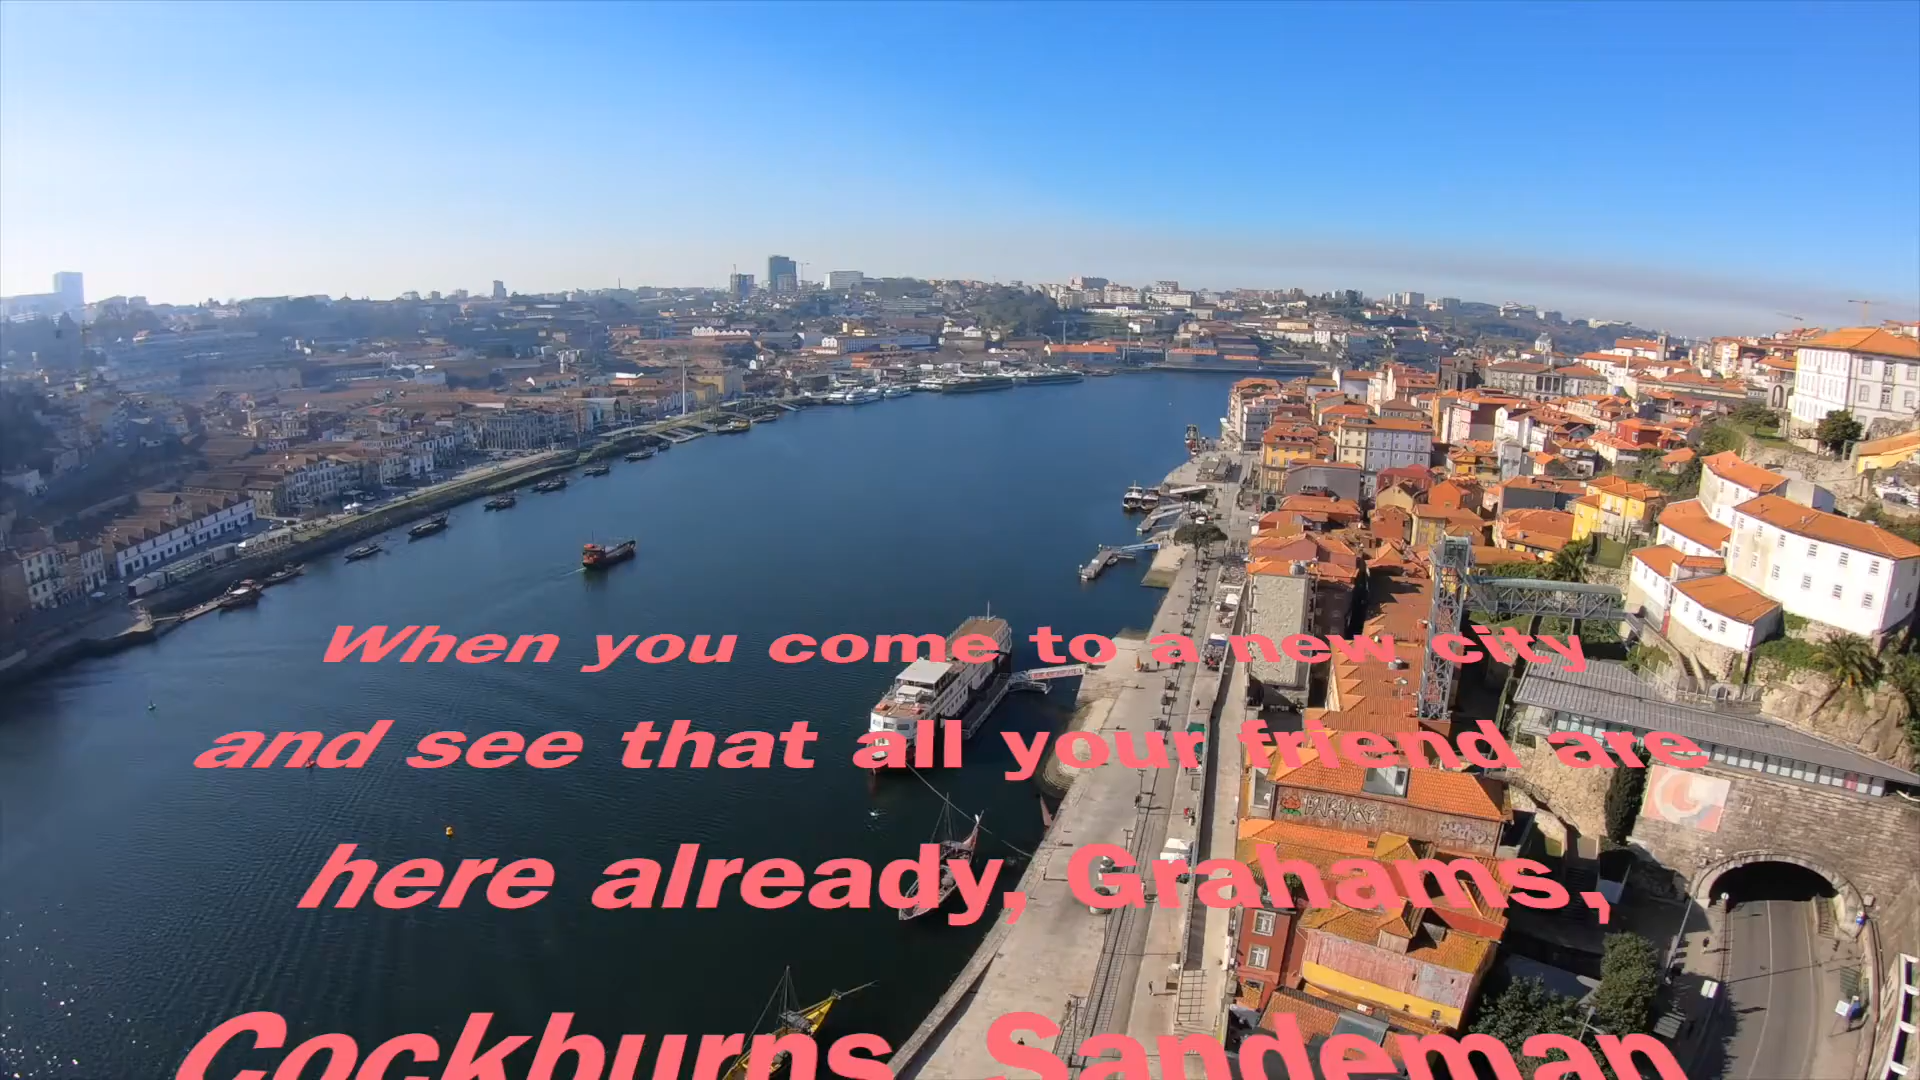 When you come to a new city
and see that all your friend are
here already, Grahams,
Cockburns, Sandeman